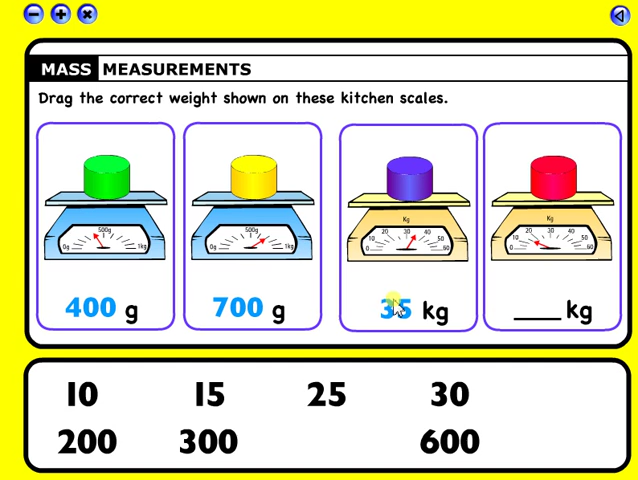 MASS MEASUREMENTS
Drag the correct weight shown on these kitchen scales.
0g 500g 1kg
0g 500g 1kg
Kg
0 10 20 30 40 50 60
Kg
0 10 20 30 40 50 60
400 g
700 g
35 kg
____ kg
10 15 25 30
200 300 600